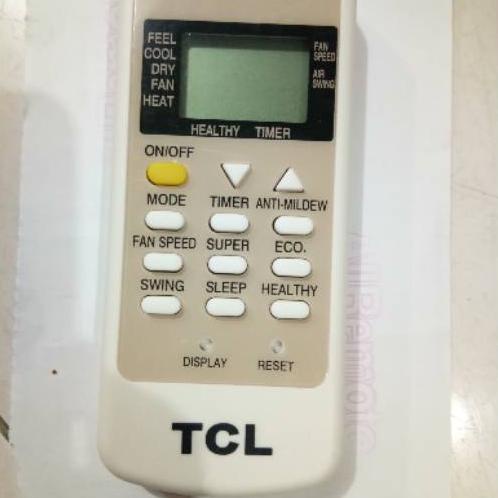 FEEL
COOL
DRY
FAN
HEAT
FAN
SPEED
AIR
SWING
HEALTHY TIMER
ON/OFF
MODE TIMER ANTI-MILDEW
FAN SPEED SUPER ECO.
SWING SLEEP HEALTHY
DISPLAY RESET
TCL